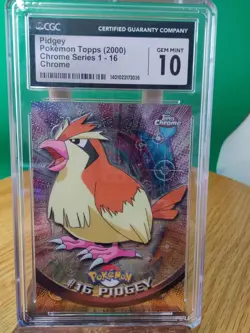 CGC
CERTIFIED GUARANTY COMPANY
Pidgey
Pokémon Topps (2000)
Chrome Series 1 - 16
Chrome
GEM MINT
10
Topps
Chrome
POKéMON
#16 PIDGEY